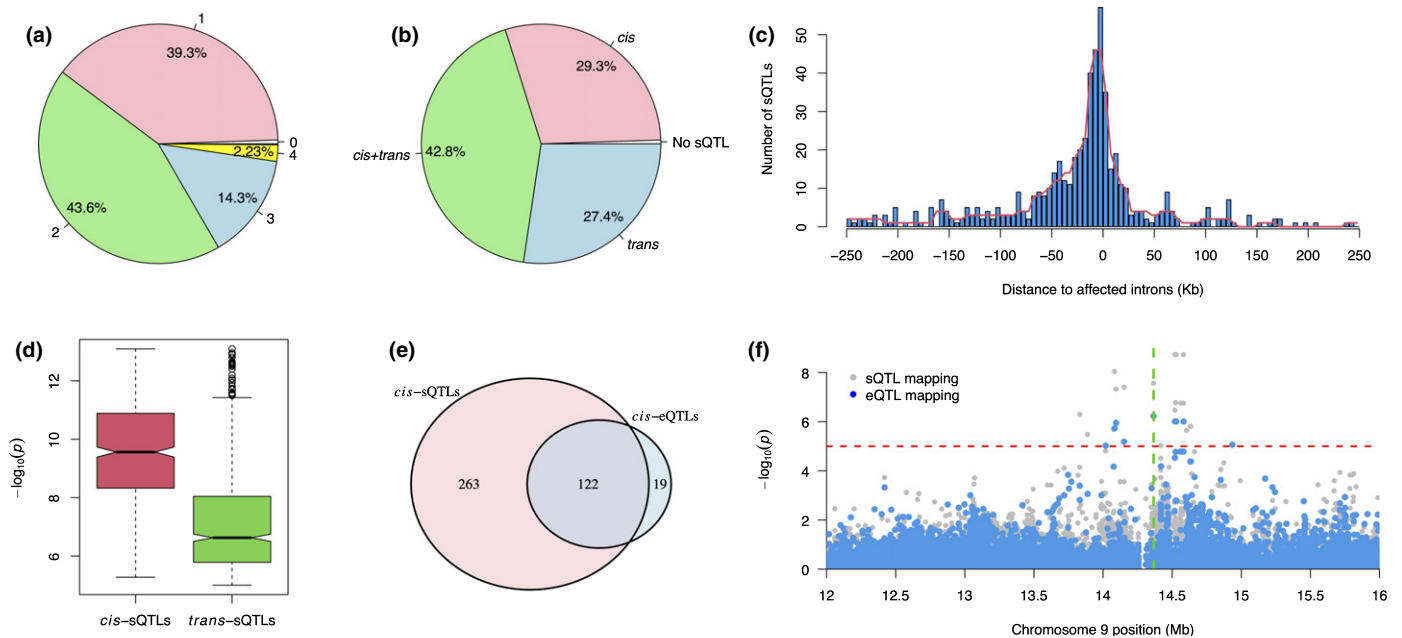 (a)
1
39.3%
0
2.23%
4
14.3%
3
43.6%
2
(b)
cis
29.3%
No sQTL
cis+trans
42.8%
27.4%
trans
(c)
Number of sQTLs
50
40
30
20
10
0
−250 −200 −150 −100 −50 0 50 100 150 200 250
Distance to affected introns (Kb)
(d)
−log10(p)
12
10
8
6
cis−sQTLs trans−sQTLs
(e)
cis−sQTLs
cis−eQTLs
263 122 19
(f)
sQTL mapping
eQTL mapping
−log10(p)
8
6
4
2
0
12 12.5 13 13.5 14 14.5 15 15.5 16
Chromosome 9 position (Mb)